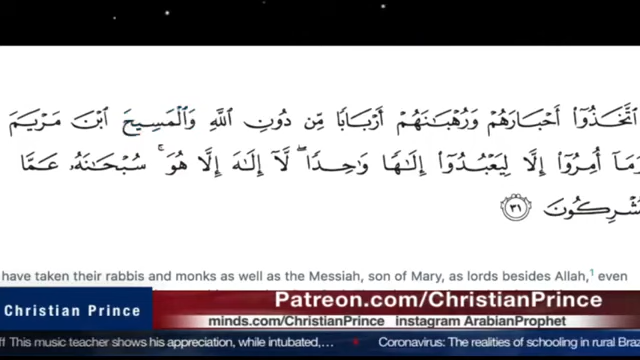 ٱتَّخَذُوٓا۟ أَحْبَارَهُمْ وَرُهْبَـٰنَهُمْ أَرْبَابًا مِّن دُونِ ٱللَّهِ وَٱلْمَسِيحَ ٱبْنَ مَرْيَمَ
وَمَآ أُمِرُوٓا۟ إِلَّا لِيَعْبُدُوٓا۟ إِلَـٰهًا وَٰحِدًا ۖ لَّآ إِلَـٰهَ إِلَّا هُوَ ۚ سُبْحَـٰنَهُۥ عَمَّا
يُشْرِكُونَ ٣١
have taken their rabbis and monks as well as the Messiah, son of Mary, as lords besides Allah,¹ even
Christian Prince
Patreon.com/ChristianPrince
minds.com/ChristianPrince instagram ArabianProphet
This music teacher shows his appreciation, while intubated, • Coronavirus: The realities of schooling in rural